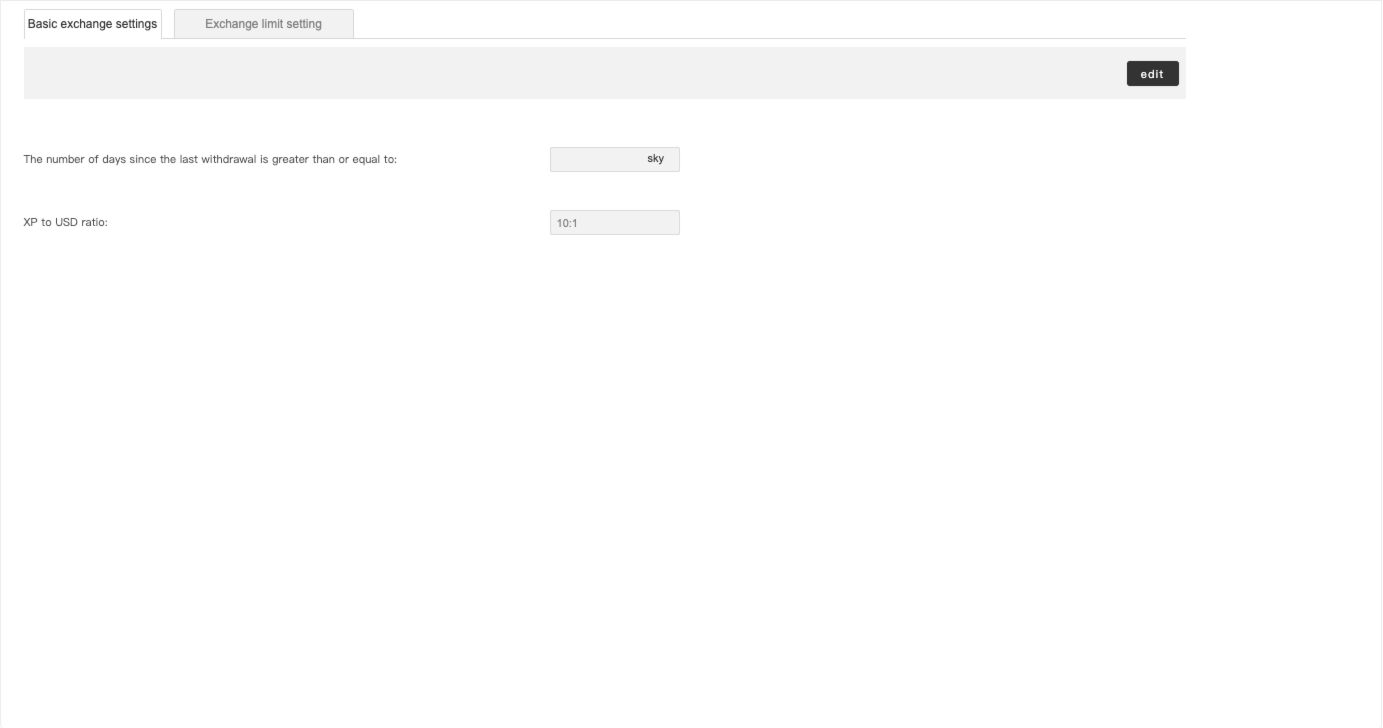 Basic exchange settings
Exchange limit setting
edit
The number of days since the last withdrawal is greater than or equal to:
sky
XP to USD ratio:
10:1